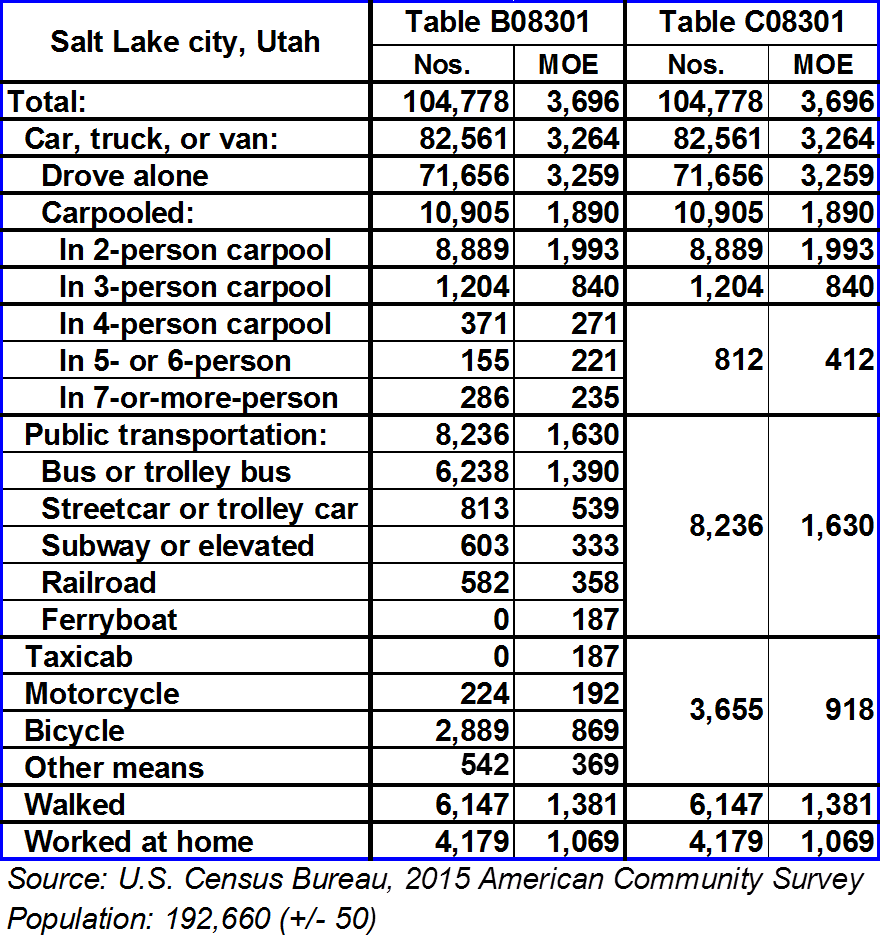 Salt Lake city, Utah Table B08301 Table C08301
Nos. MOE Nos. MOE
Total: 104,778 3,696 104,778 3,696
Car, truck, or van: 82,561 3,264 82,561 3,264
Drove alone 71,656 3,259 71,656 3,259
Carpooled: 10,905 1,890 10,905 1,890
In 2-person carpool 8,889 1,993 8,889 1,993
In 3-person carpool 1,204 840 1,204 840
In 4-person carpool 371 271
In 5- or 6-person 155 221 812 412
In 7-or-more-person 286 235
Public transportation: 8,236 1,630
Bus or trolley bus 6,238 1,390
Streetcar or trolley car 813 539 8,236 1,630
Subway or elevated 603 333
Railroad 582 358
Ferryboat 0 187
Taxicab 0 187
Motorcycle 224 192 3,655 918
Bicycle 2,889 869
Other means 542 369
Walked 6,147 1,381 6,147 1,381
Worked at home 4,179 1,069 4,179 1,069
Source: U.S. Census Bureau, 2015 American Community Survey
Population: 192,660 (+/- 50)